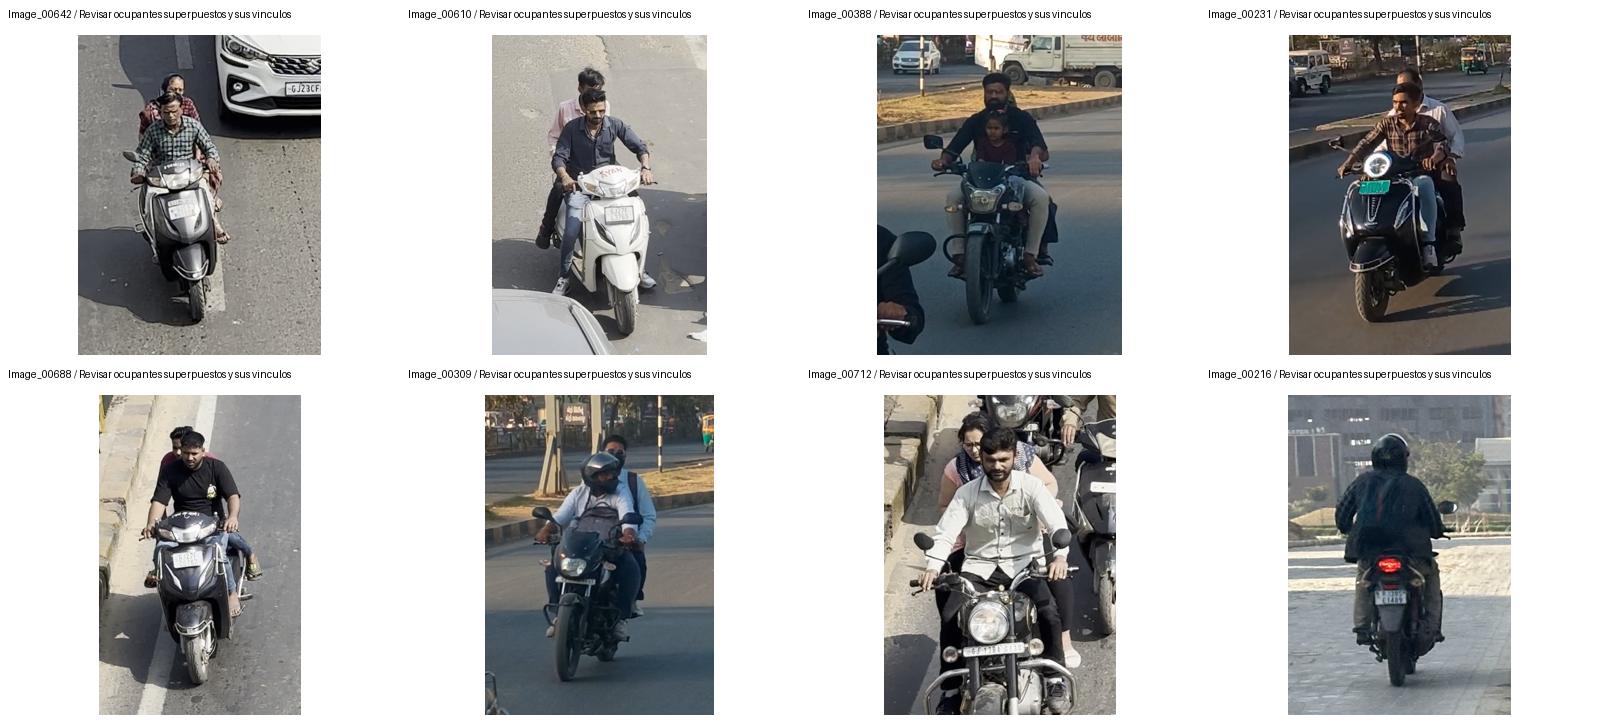 Image_00642 / Revisar ocupantes superpuestos y sus vinculos
Image_00610 / Revisar ocupantes superpuestos y sus vinculos
Image_00388 / Revisar ocupantes superpuestos y sus vinculos
Image_00231 / Revisar ocupantes superpuestos y sus vinculos
GJ23CF
KYAN
Image_00688 / Revisar ocupantes superpuestos y sus vinculos
Image_00309 / Revisar ocupantes superpuestos y sus vinculos
Image_00712 / Revisar ocupantes superpuestos y sus vinculos
Image_00216 / Revisar ocupantes superpuestos y sus vinculos